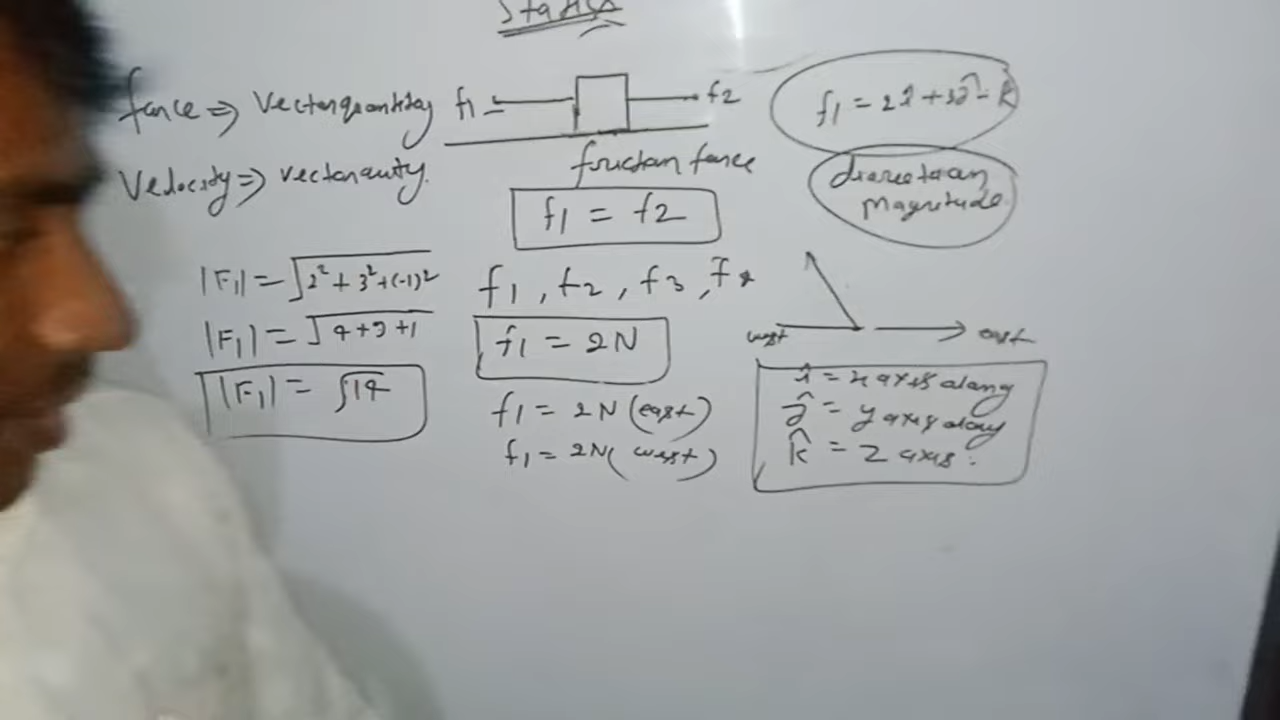 Statics
force => Vector quantity
f1
f2
f1 = 2î + 3ĵ - k̂
Velocity => vector quantity.
friction force
direction
magnitude
f1 = f2
|F1| = √2² + 3² + (-1)²
f1, f2, f3, f4
|F1| = √4+9+1
f1 = 2N
west
east
|F1| = √14
î = x axis along
ĵ = y axis along
k̂ = z axis.
f1 = 2N (east)
f1 = 2N (west)